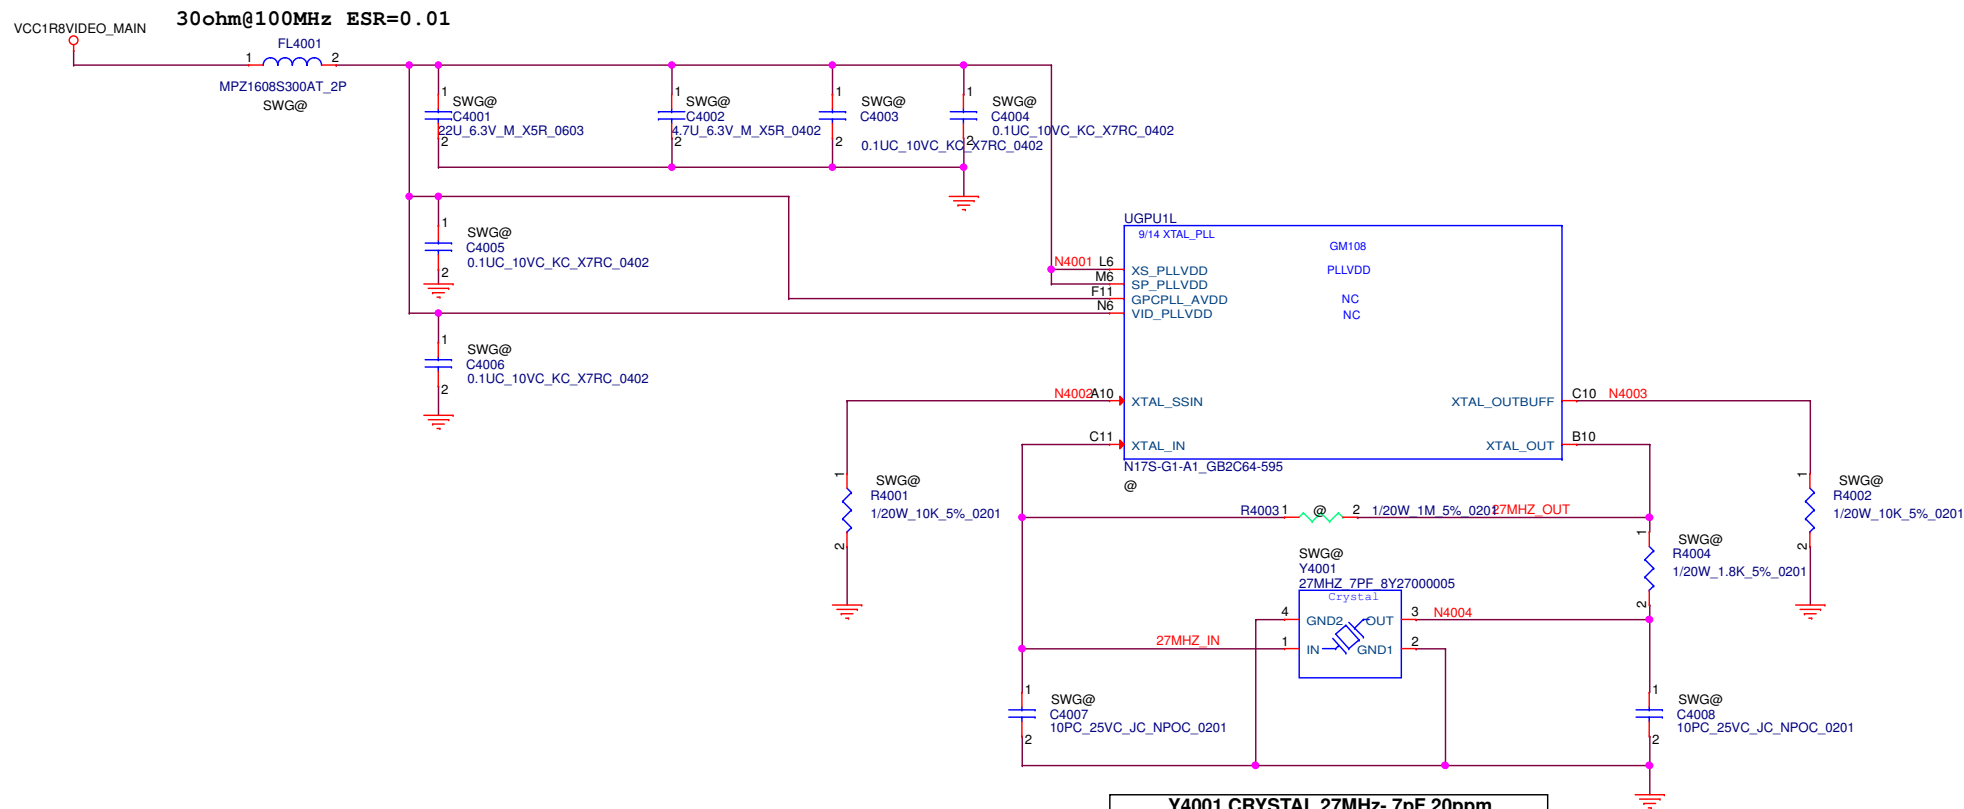 30ohm@100MHz ESR=0.01
VCC1R8VIDEO_MAIN
FL4001
1 2
MPZ1608S300AT_2P
SWG@
1
SWG@
C4001
22U_6.3V_M_X5R_0603
2
1
SWG@
C4002
4.7U_6.3V_M_X5R_0402
2
1
SWG@
C4003
0.1UC_10VC_KC_X7RC_0402
2
1
SWG@
C4004
0.1UC_10VC_KC_X7RC_0402
2
1
SWG@
C4005
0.1UC_10VC_KC_X7RC_0402
2
1
SWG@
C4006
0.1UC_10VC_KC_X7RC_0402
2
UGPU1L
9/14 XTAL_PLL
GM108
N4001 L6 XS_PLLVDD PLLVDD
M6 SP_PLLVDD
F11 GPCPLL_AVDD NC
N6 VID_PLLVDD NC
N4002 A10 XTAL_SSIN XTAL_OUTBUFF C10 N4003
C11 XTAL_IN XTAL_OUT B10
N17S-G1-A1_GB2C64-595
@
1
SWG@
R4001
1/20W_10K_5%_0201
2
1
SWG@
R4002
1/20W_10K_5%_0201
2
R4003 1 @ 2 1/20W_1M_5%_0201 27MHZ_OUT
1
SWG@
R4004
1/20W_1.8K_5%_0201
2
SWG@
Y4001
27MHZ_7PF_8Y27000005
Crystal
4 GND2 OUT 3 N4004
27MHZ_IN 1 IN GND1 2
1
SWG@
C4007
10PC_25VC_JC_NPOC_0201
2
1
SWG@
C4008
10PC_25VC_JC_NPOC_0201
2
Y4001 CRYSTAL 27MHz- 7pF 20ppm